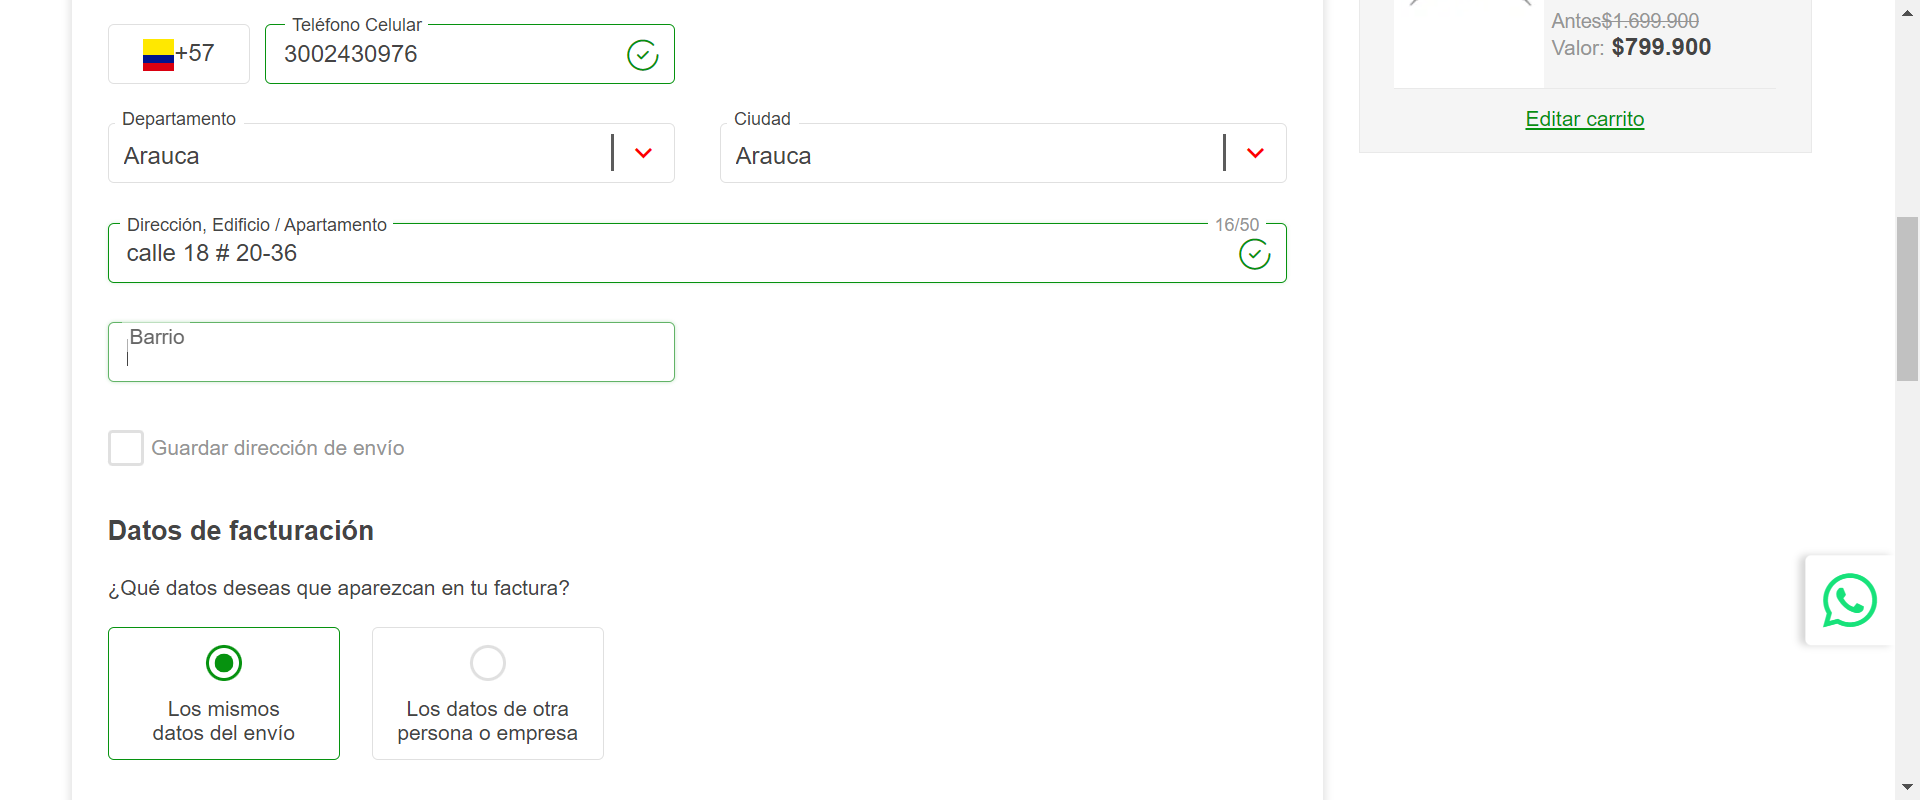 +57
Teléfono Celular
3002430976
Departamento
Arauca
Ciudad
Arauca
Dirección, Edificio / Apartamento
16/50
calle 18 # 20-36
Barrio
Guardar dirección de envío
Datos de facturación
¿Qué datos deseas que aparezcan en tu factura?
Los mismos
datos del envío
Los datos de otra
persona o empresa
Antes$1.699.900
Valor: $799.900
Editar carrito